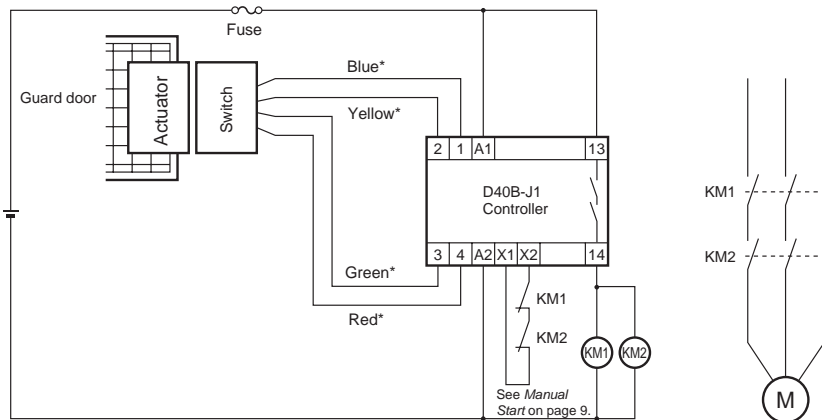 Fuse
Guard door
Actuator
Switch
Blue*
Yellow*
2 1 A1 13
D40B-J1
Controller
3 4 A2 X1 X2 14
Green*
Red*
KM1
KM2
KM1
KM2
See Manual
Start on page 9.
KM1
KM2
M